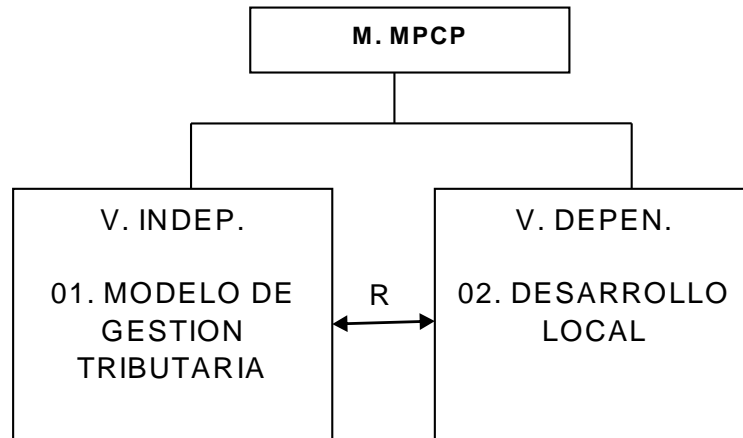 M. MPCP
V. INDEP.
01. MODELO DE
GESTION
TRIBUTARIA
R
V. DEPEN.
02. DESARROLLO
LOCAL